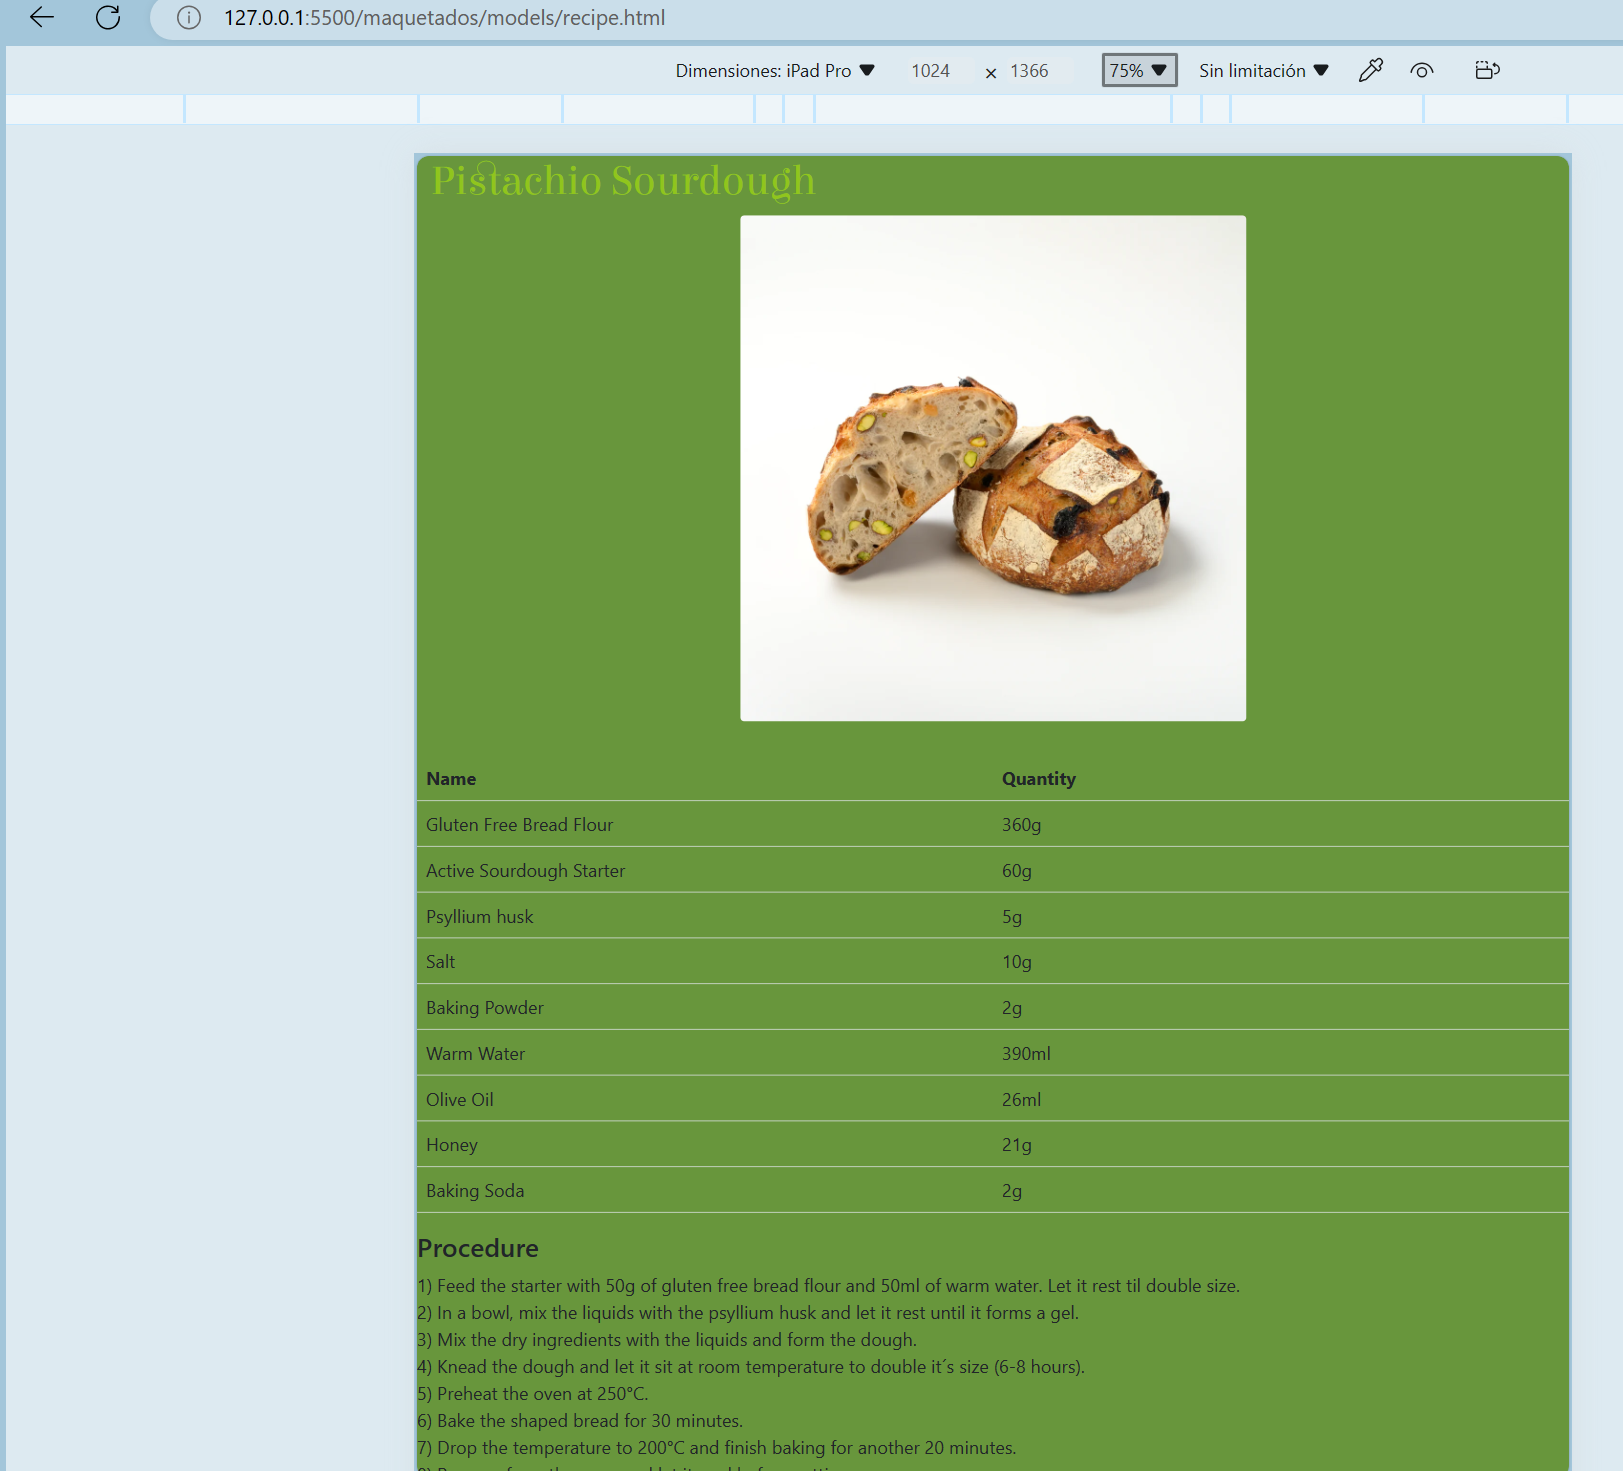 127.0.0.1:5500/maquetados/models/recipe.html
Dimensiones: iPad Pro 1024 × 1366 75% Sin limitación
Pistachio Sourdough
Name Quantity
Gluten Free Bread Flour 360g
Active Sourdough Starter 60g
Psyllium husk 5g
Salt 10g
Baking Powder 2g
Warm Water 390ml
Olive Oil 26ml
Honey 21g
Baking Soda 2g
Procedure
1) Feed the starter with 50g of gluten free bread flour and 50ml of warm water. Let it rest til double size.
2) In a bowl, mix the liquids with the psyllium husk and let it rest until it forms a gel.
3) Mix the dry ingredients with the liquids and form the dough.
4) Knead the dough and let it sit at room temperature to double it´s size (6-8 hours).
5) Preheat the oven at 250°C.
6) Bake the shaped bread for 30 minutes.
7) Drop the temperature to 200°C and finish baking for another 20 minutes.